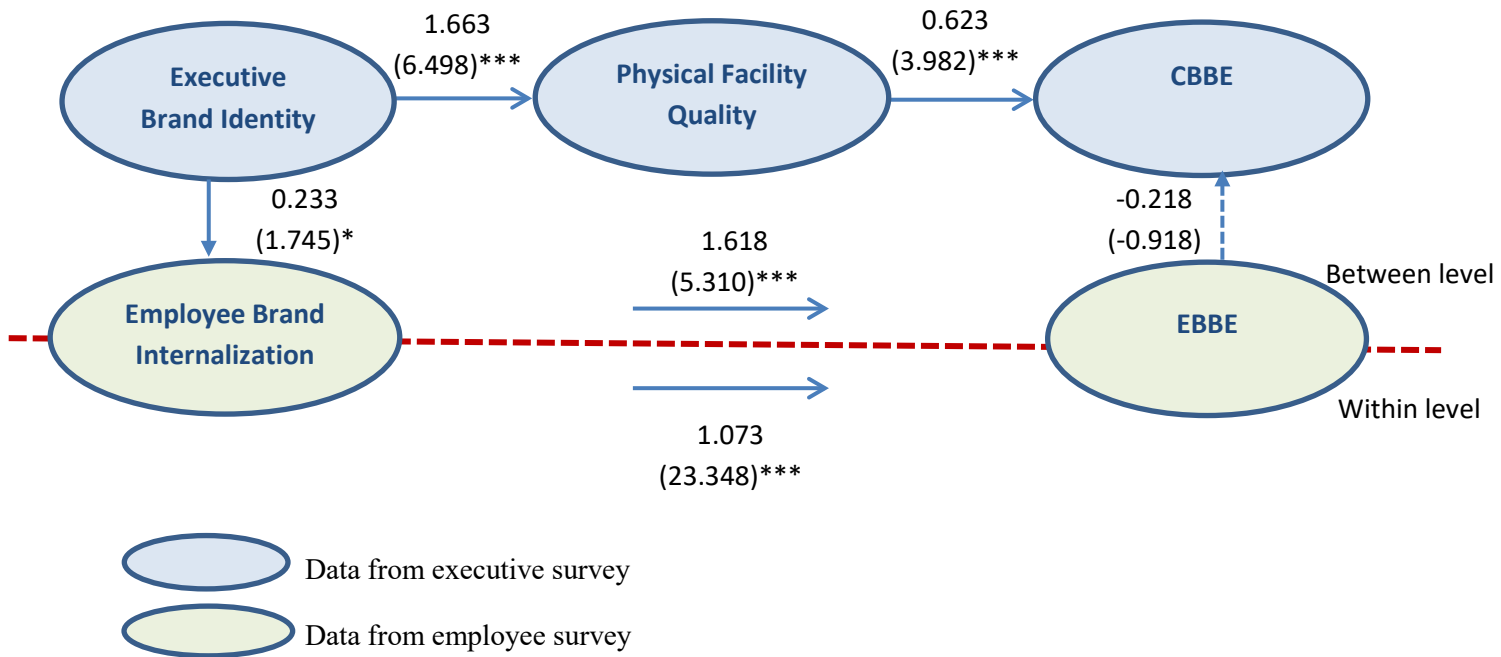 1.663
(6.498)***
0.623
(3.982)***
Executive
Brand Identity
Physical Facility
Quality
CBBE
0.233
(1.745)*
-0.218
(-0.918)
1.618
(5.310)***
Between level
Employee Brand
Internalization
EBBE
Within level
1.073
(23.348)***
Data from executive survey
Data from employee survey